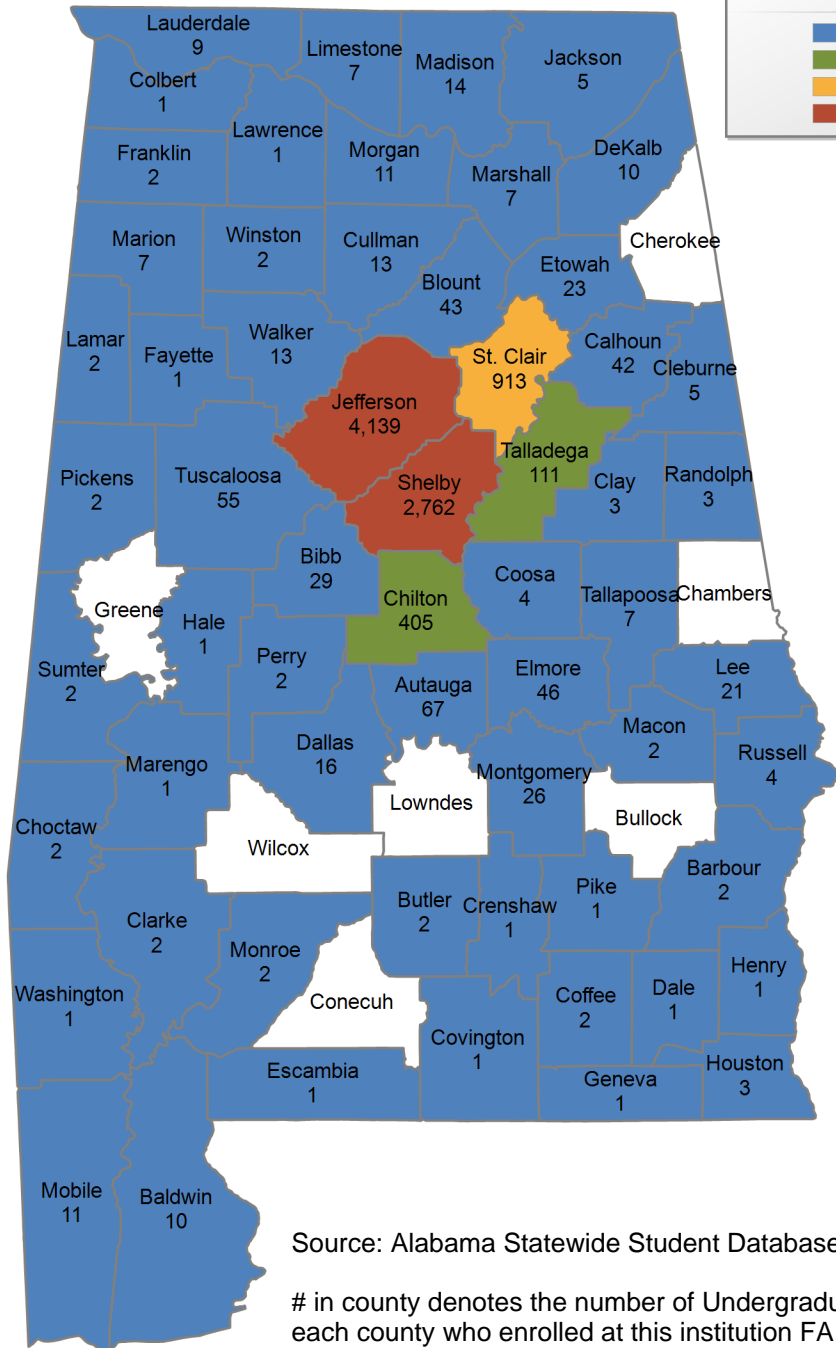 Lauderdale
9
Limestone
7
Madison
14
Jackson
5
Colbert
1
Lawrence
1
Franklin
2
Morgan
11
Marshall
7
DeKalb
10
Cherokee
Marion
7
Winston
2
Cullman
13
Blount
43
Etowah
23
Lamar
2
Fayette
1
Walker
13
St. Clair
913
Calhoun
42
Cleburne
5
Jefferson
4,139
Shelby
2,762
Talladega
111
Pickens
2
Tuscaloosa
55
Clay
3
Randolph
3
Bibb
29
Chilton
405
Coosa
4
Tallapoosa
7
Chambers
Greene
Hale
1
Perry
2
Sumter
2
Autauga
67
Elmore
46
Lee
21
Macon
2
Russell
4
Marengo
1
Dallas
16
Lowndes
Montgomery
26
Bullock
Choctaw
2
Wilcox
Clarke
2
Monroe
2
Butler
2
Crenshaw
1
Pike
1
Barbour
2
Washington
1
Conecuh
Covington
1
Coffee
2
Dale
1
Henry
1
Escambia
1
Geneva
1
Houston
3
Mobile
11
Baldwin
10
Source: Alabama Statewide Student Database
# in county denotes the number of Undergradu
each county who enrolled at this institution FA